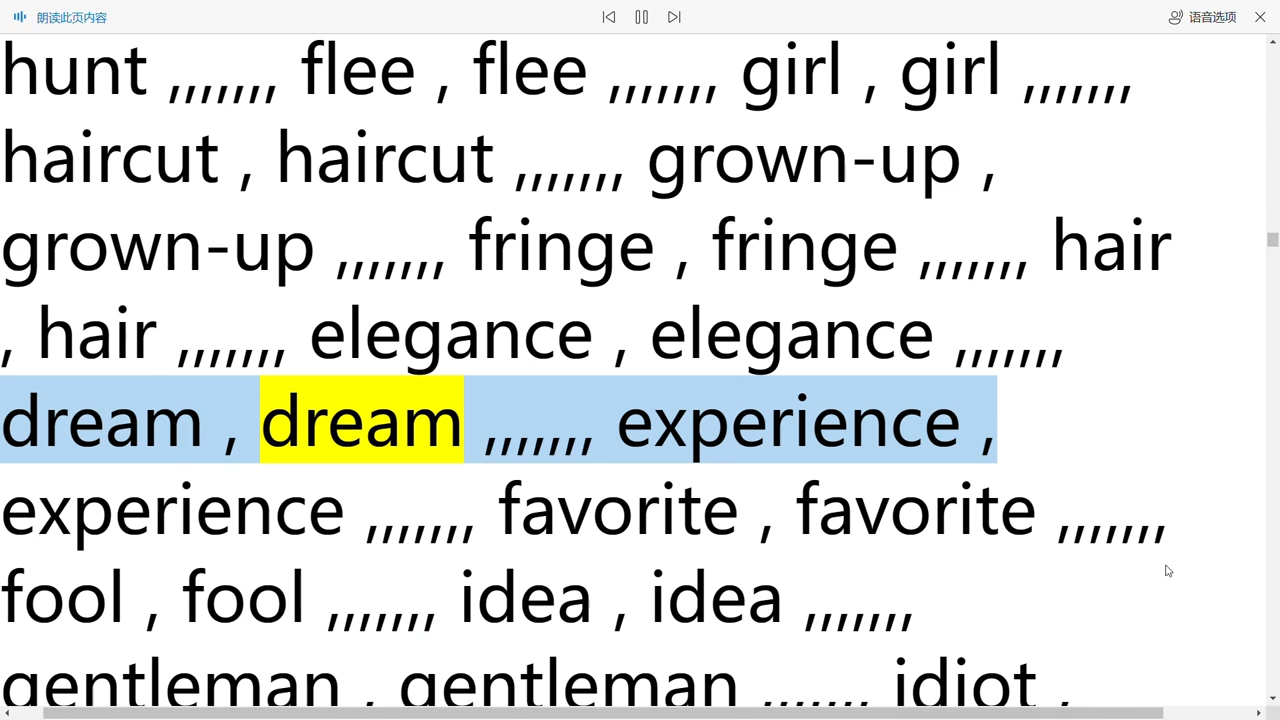 朗读此页内容 语音选项
hunt ,,,,,,, flee , flee ,,,,,,, girl , girl ,,,,,,,
haircut , haircut ,,,,,,, grown-up ,
grown-up ,,,,,,, fringe , fringe ,,,,,,, hair
, hair ,,,,,,, elegance , elegance ,,,,,,,
dream , dream ,,,,,,, experience ,
experience ,,,,,,, favorite , favorite ,,,,,,,
fool , fool ,,,,,,, idea , idea ,,,,,,,
gentleman , gentleman ,,,,,,, idiot ,